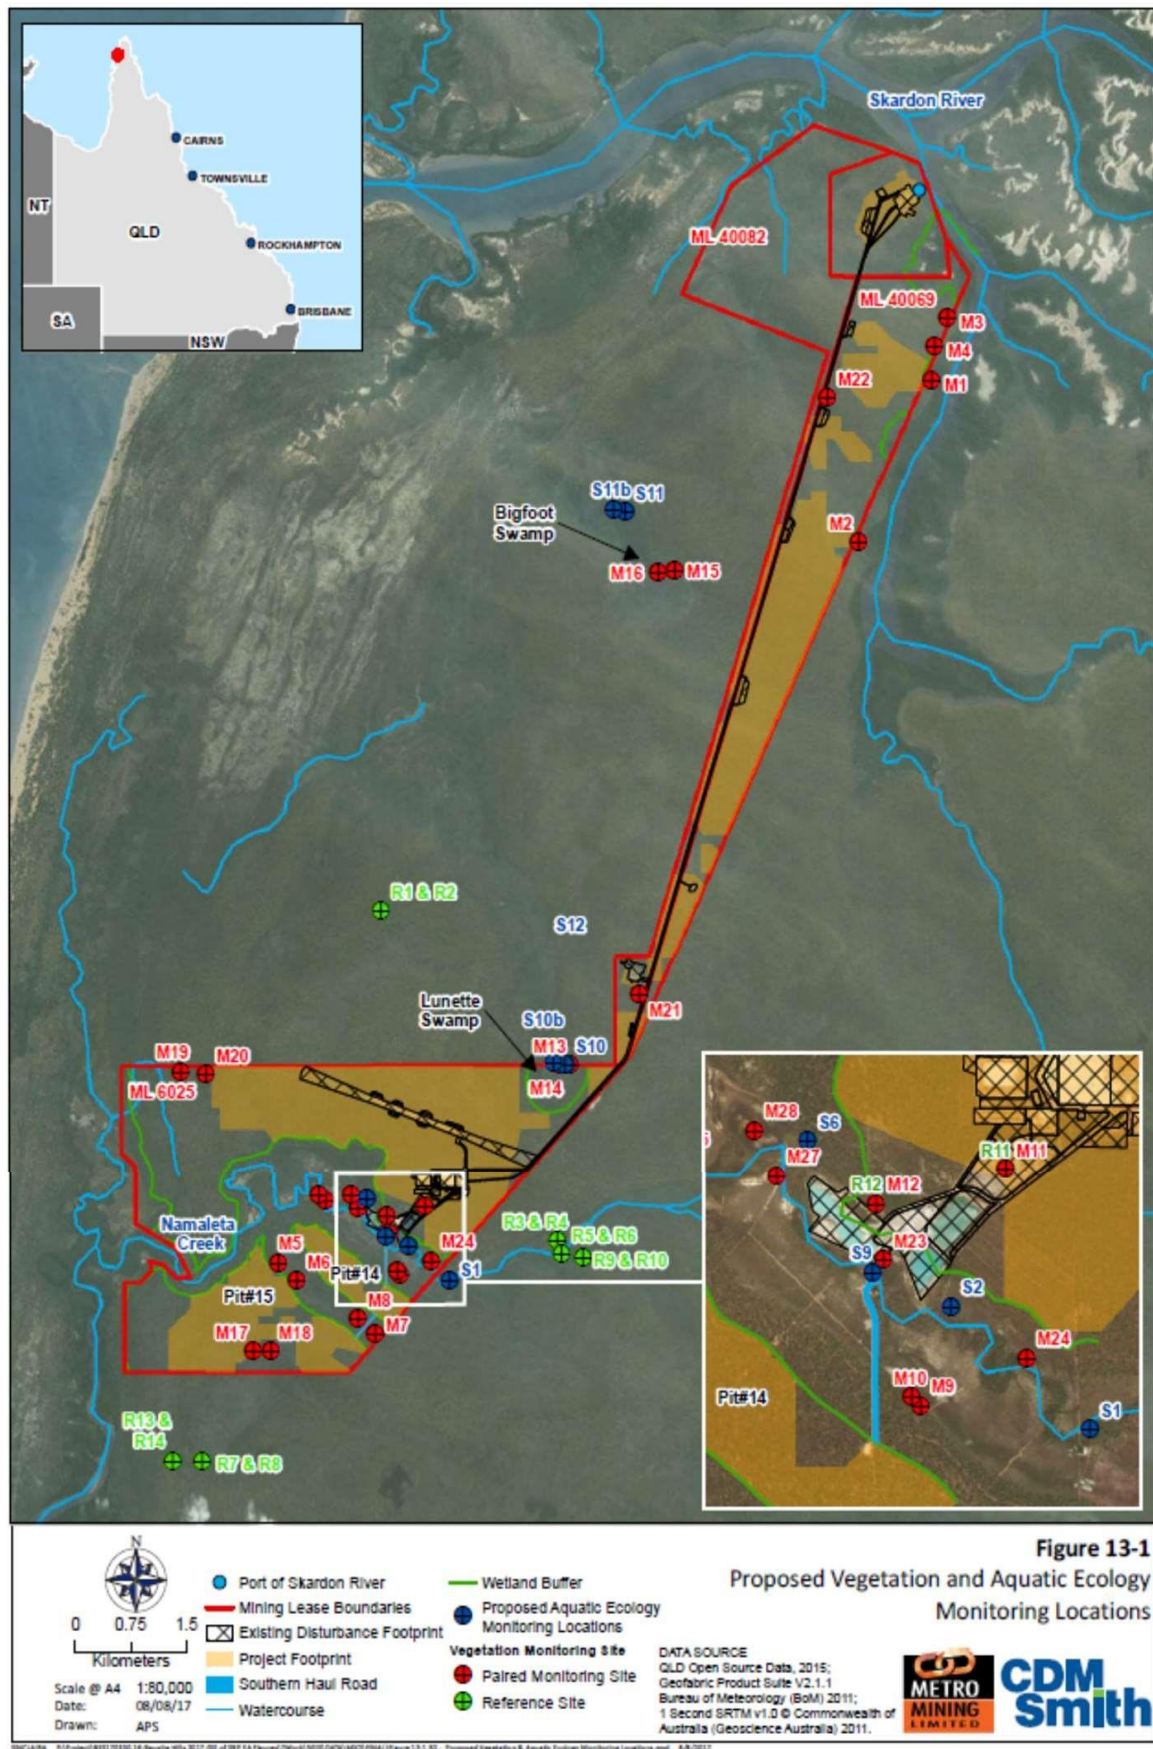 CAIRNS
TOWNSVILLE
NT
QLD
ROCKHAMPTON
SA
BRISBANE
NSW
Skardon River
ML 40082
ML 40069
M3
M4
M1
M22
S11b
S11
Bigfoot
Swamp
M2
M16
M15
R1 & R2
S12
Lunette
Swamp
M21
S10b
M13
S10
M14
M19
M20
ML 6025
Namaleta
Creek
M5
M6
Pit#14
Pit#15
M24
S1
R3 & R4
R5 & R6
R9 & R10
M8
M7
M17
M18
R13 &
R14
R7 & R8
M28
S6
M27
R11
M11
R12
M12
M23
S9
S2
M24
M10
M9
Pit#14
S1
N
0 0.75 1.5
Kilometers
Scale @ A4 1:80,000
Date: 08/08/17
Drawn: APS
Port of Skardon River
Mining Lease Boundaries
Existing Disturbance Footprint
Project Footprint
Southern Haul Road
Watercourse
Wetland Buffer
Proposed Aquatic Ecology
Monitoring Locations
Vegetation Monitoring Site
Paired Monitoring Site
Reference Site
DATA SOURCE
QLD Open Source Data, 2015;
Geofabric Product Suite V2.1.1
Bureau of Meteorology (BoM) 2011;
1 Second SRTM v1.0 © Commonwealth of
Australia (Geoscience Australia) 2011.
Figure 13-1
Proposed Vegetation and Aquatic Ecology
Monitoring Locations
METRO
MINING
LIMITED
CDM
Smith